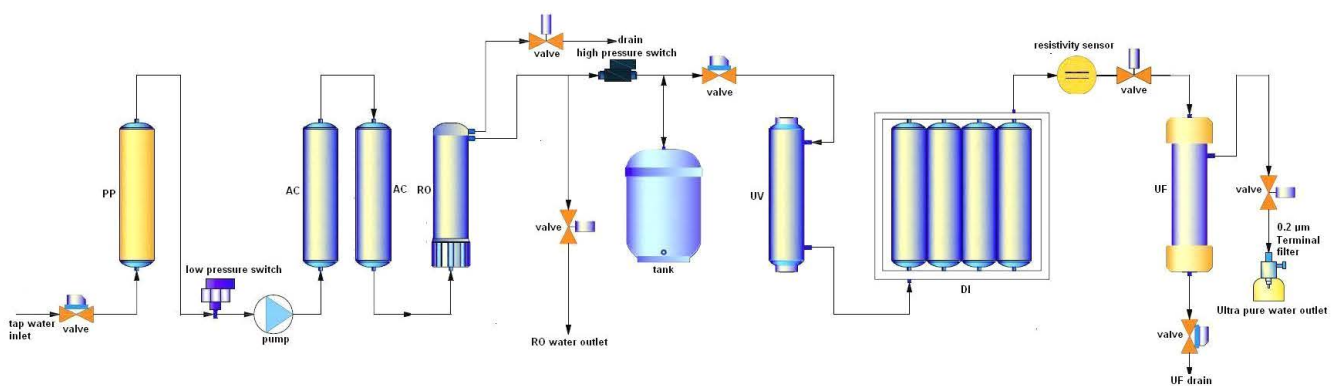 tap water
inlet
valve
PP
low pressure switch
pump
AC
AC
RO
valve
drain
high pressure switch
valve
RO water outlet
tank
valve
UV
DI
resistivity sensor
valve
UF
valve
UF drain
valve
0.2 μm
Terminal
filter
Ultra pure water outlet